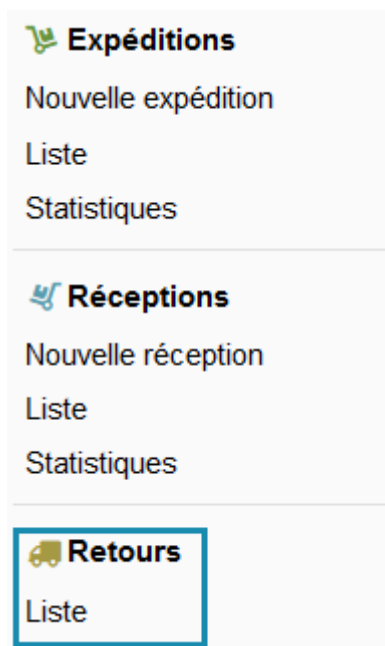 Expéditions
Nouvelle expédition
Liste
Statistiques
Réceptions
Nouvelle réception
Liste
Statistiques
Retours
Liste